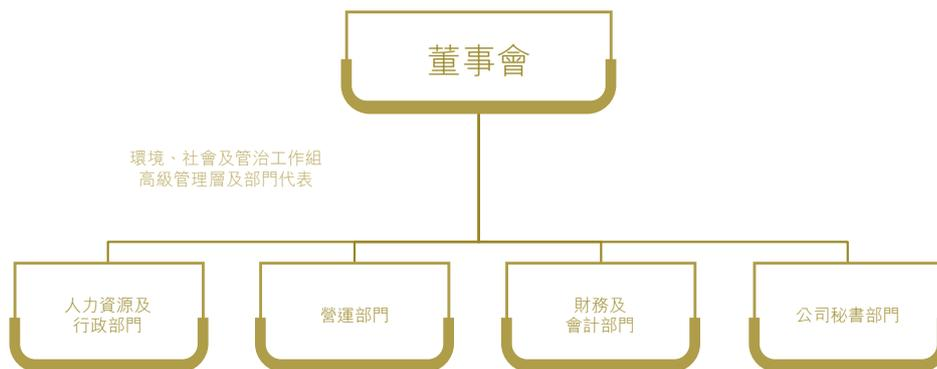 董事會
環境、社會及管治工作組
高級管理層及部門代表
人力資源及
行政部門
營運部門
財務及
會計部門
公司秘書部門